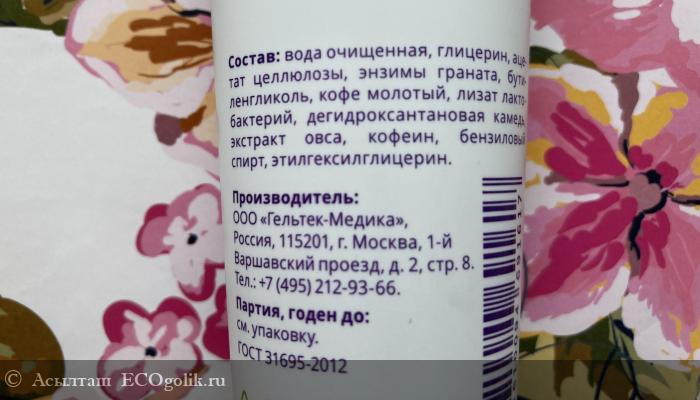 Состав: вода очищенная, глицерин, аце-
тат целлюлозы, энзимы граната, бути-
ленгликоль, кофе молотый, лизат лакто-
бактерий, дегидроксантановая камедь,
экстракт овса, кофеин, бензиловый
спирт, этилгексилглицерин.
Производитель:
ООО «Гельтек-Медика»,
Россия, 115201, г. Москва, 1-й
Варшавский проезд, д. 2, стр. 8.
Тел.: +7 (495) 212-93-66.
Партия, годен до:
см. упаковку.
ГОСТ 31695-2012
© Асылташ ECOgolik.ru